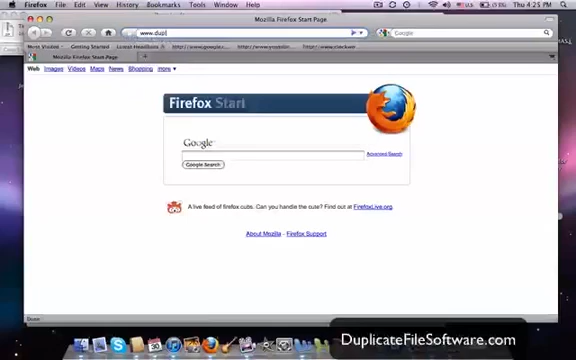 Firefox File Edit View History Bookmarks Tools Window Help Thu 4:25 PM
Mozilla Firefox Start Page
www.dupl Google
Most Visited Getting Started Latest Headlines
Mozilla Firefox Start Page
Web Images Videos Maps News Shopping more
Firefox Start
Google
Advanced Search
Google Search
A live feed of firefox cubs. Can you handle the cute? Find out at FirefoxLive.org.
About Mozilla - Firefox Support
Done
30
DuplicateFileSoftware.com